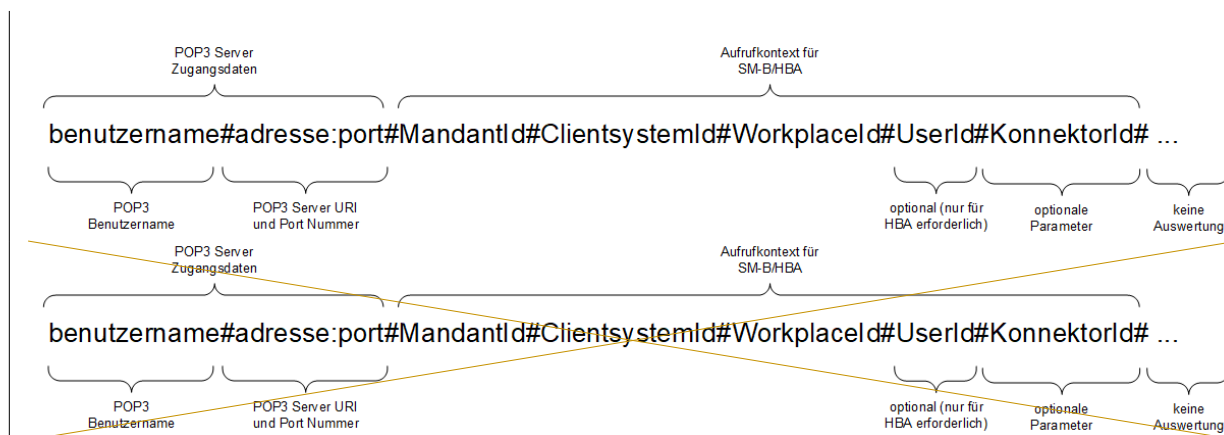 POP3 Server
Zugangsdaten
Aufrufkontext für
SM-B/HBA
benutzername#adresse:port#MandantId#ClientsystemId#WorkplaceId#UserId#KonnektorId# ...
POP3
Benutzername
POP3 Server URI
und Port Nummer
optional (nur für
HBA erforderlich)
optionale
Parameter
keine
Auswertung
POP3 Server
Zugangsdaten
Aufrufkontext für
SM-B/HBA
benutzername#adresse:port#MandantId#ClientsystemId#WorkplaceId#UserId#KonnektorId# ...
POP3
Benutzername
POP3 Server URI
und Port Nummer
optional (nur für
HBA erforderlich)
optionale
Parameter
keine
Auswertung